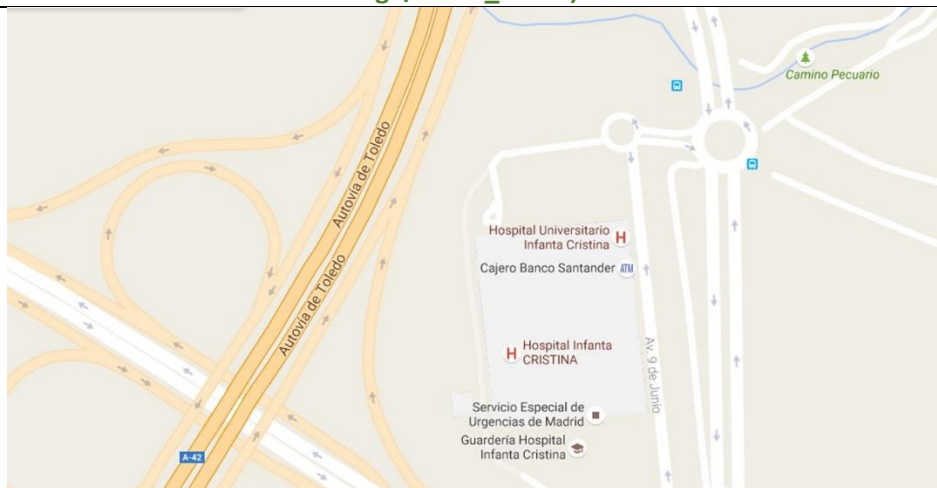 Camino Pecuario
Autovía de Toledo
Hospital Universitario
Infanta Cristina
H
Cajero Banco Santander
ATM
Autovía de Toledo
H
Hospital Infanta
CRISTINA
Av. 9 de Junio
Servicio Especial de
Urgencias de Madrid
Guardería Hospital
Infanta Cristina
A-42